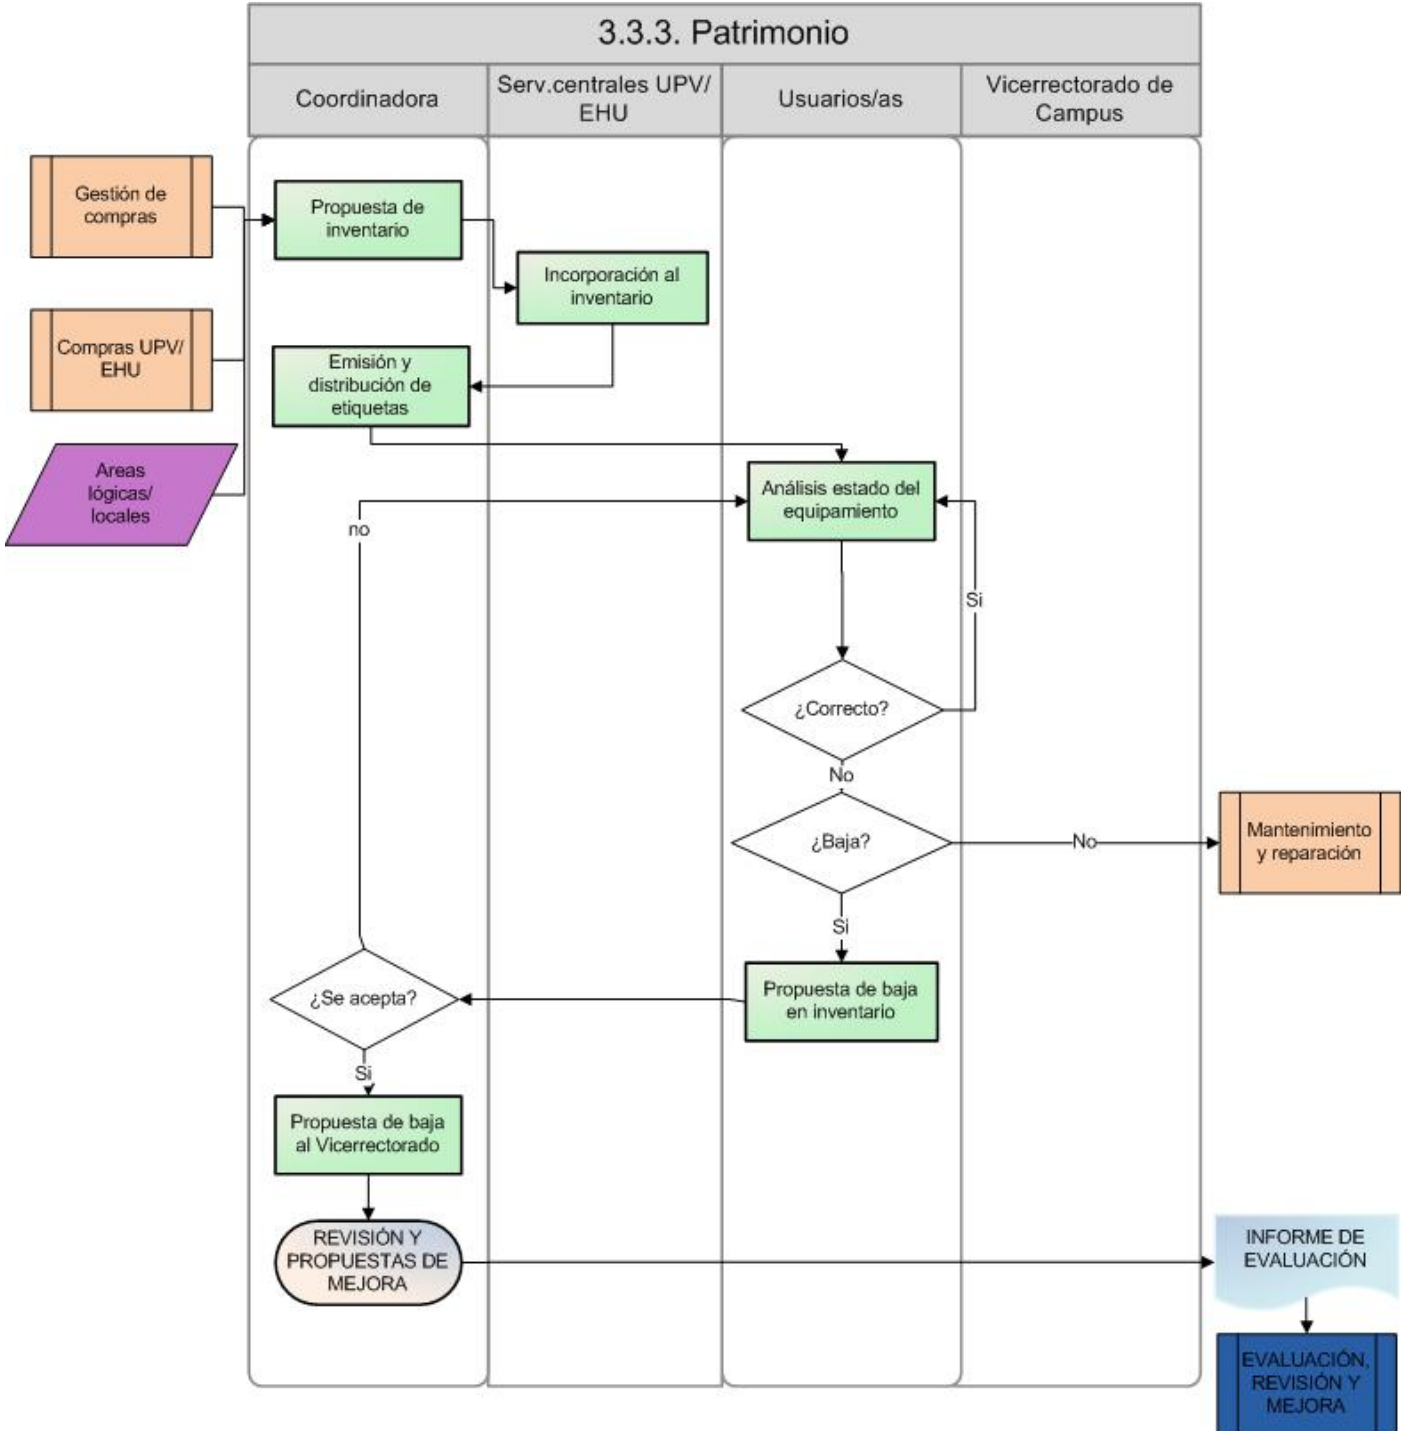 3.3.3. Patrimonio
Coordinadora
Serv.centrales UPV/
EHU
Usuarios/as
Vicerrectorado de
Campus
Gestión de
compras
Propuesta de
inventario
Incorporación al
inventario
Compras UPV/
EHU
Emisión y
distribución de
etiquetas
Areas
lógicas/
locales
Análisis estado del
equipamiento
no
Si
¿Correcto?
No
¿Baja?
No
Mantenimiento
y reparación
Si
Propuesta de baja
en inventario
¿Se acepta?
Si
Propuesta de baja
al Vicerrectorado
REVISIÓN Y
PROPUESTAS DE
MEJORA
INFORME DE
EVALUACIÓN
EVALUACIÓN,
REVISIÓN Y
MEJORA